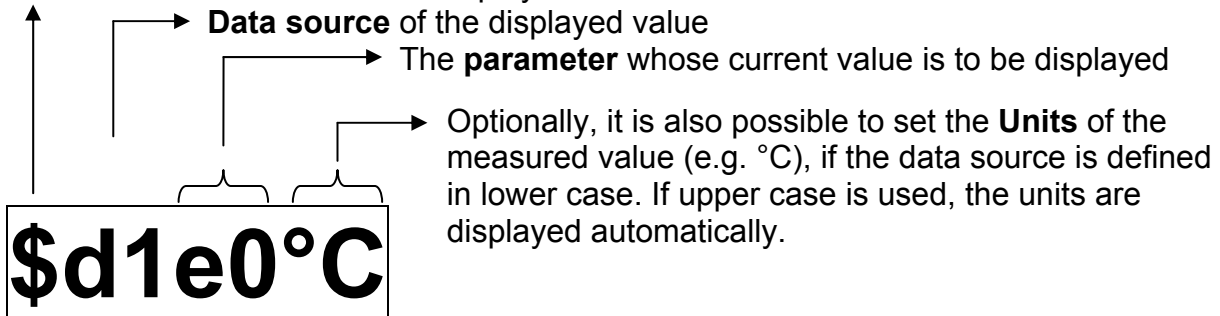 Data source of the displayed value
The parameter whose current value is to be displayed
Optionally, it is also possible to set the Units of the
measured value (e.g. °C), if the data source is defined
in lower case. If upper case is used, the units are
displayed automatically.
$d1e0°C